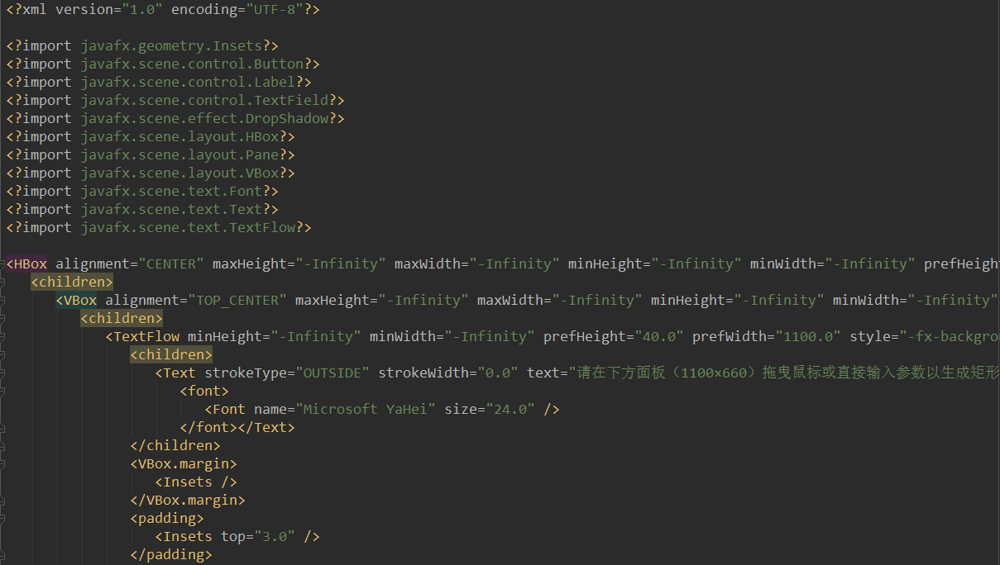 <?xml version="1.0" encoding="UTF-8"?>
<?import javafx.geometry.Insets?>
<?import javafx.scene.control.Button?>
<?import javafx.scene.control.Label?>
<?import javafx.scene.control.TextField?>
<?import javafx.scene.effect.DropShadow?>
<?import javafx.scene.layout.HBox?>
<?import javafx.scene.layout.Pane?>
<?import javafx.scene.layout.VBox?>
<?import javafx.scene.text.Font?>
<?import javafx.scene.text.Text?>
<?import javafx.scene.text.TextFlow?>
<HBox alignment="CENTER" maxHeight="-Infinity" maxWidth="-Infinity" minHeight="-Infinity" minWidth="-Infinity" prefHeigh
<children>
<VBox alignment="TOP_CENTER" maxHeight="-Infinity" maxWidth="-Infinity" minHeight="-Infinity" minWidth="-Infinity"
<children>
<TextFlow minHeight="-Infinity" minWidth="-Infinity" prefHeight="40.0" prefWidth="1100.0" style="-fx-backgrou
<children>
<Text strokeType="OUTSIDE" strokeWidth="0.0" text="请在下方面板（1100×660）拖曳鼠标或直接输入参数以生成矩形
<font>
<Font name="Microsoft YaHei" size="24.0" />
</font></Text>
</children>
<VBox.margin>
<Insets />
</VBox.margin>
<padding>
<Insets top="3.0" />
</padding>